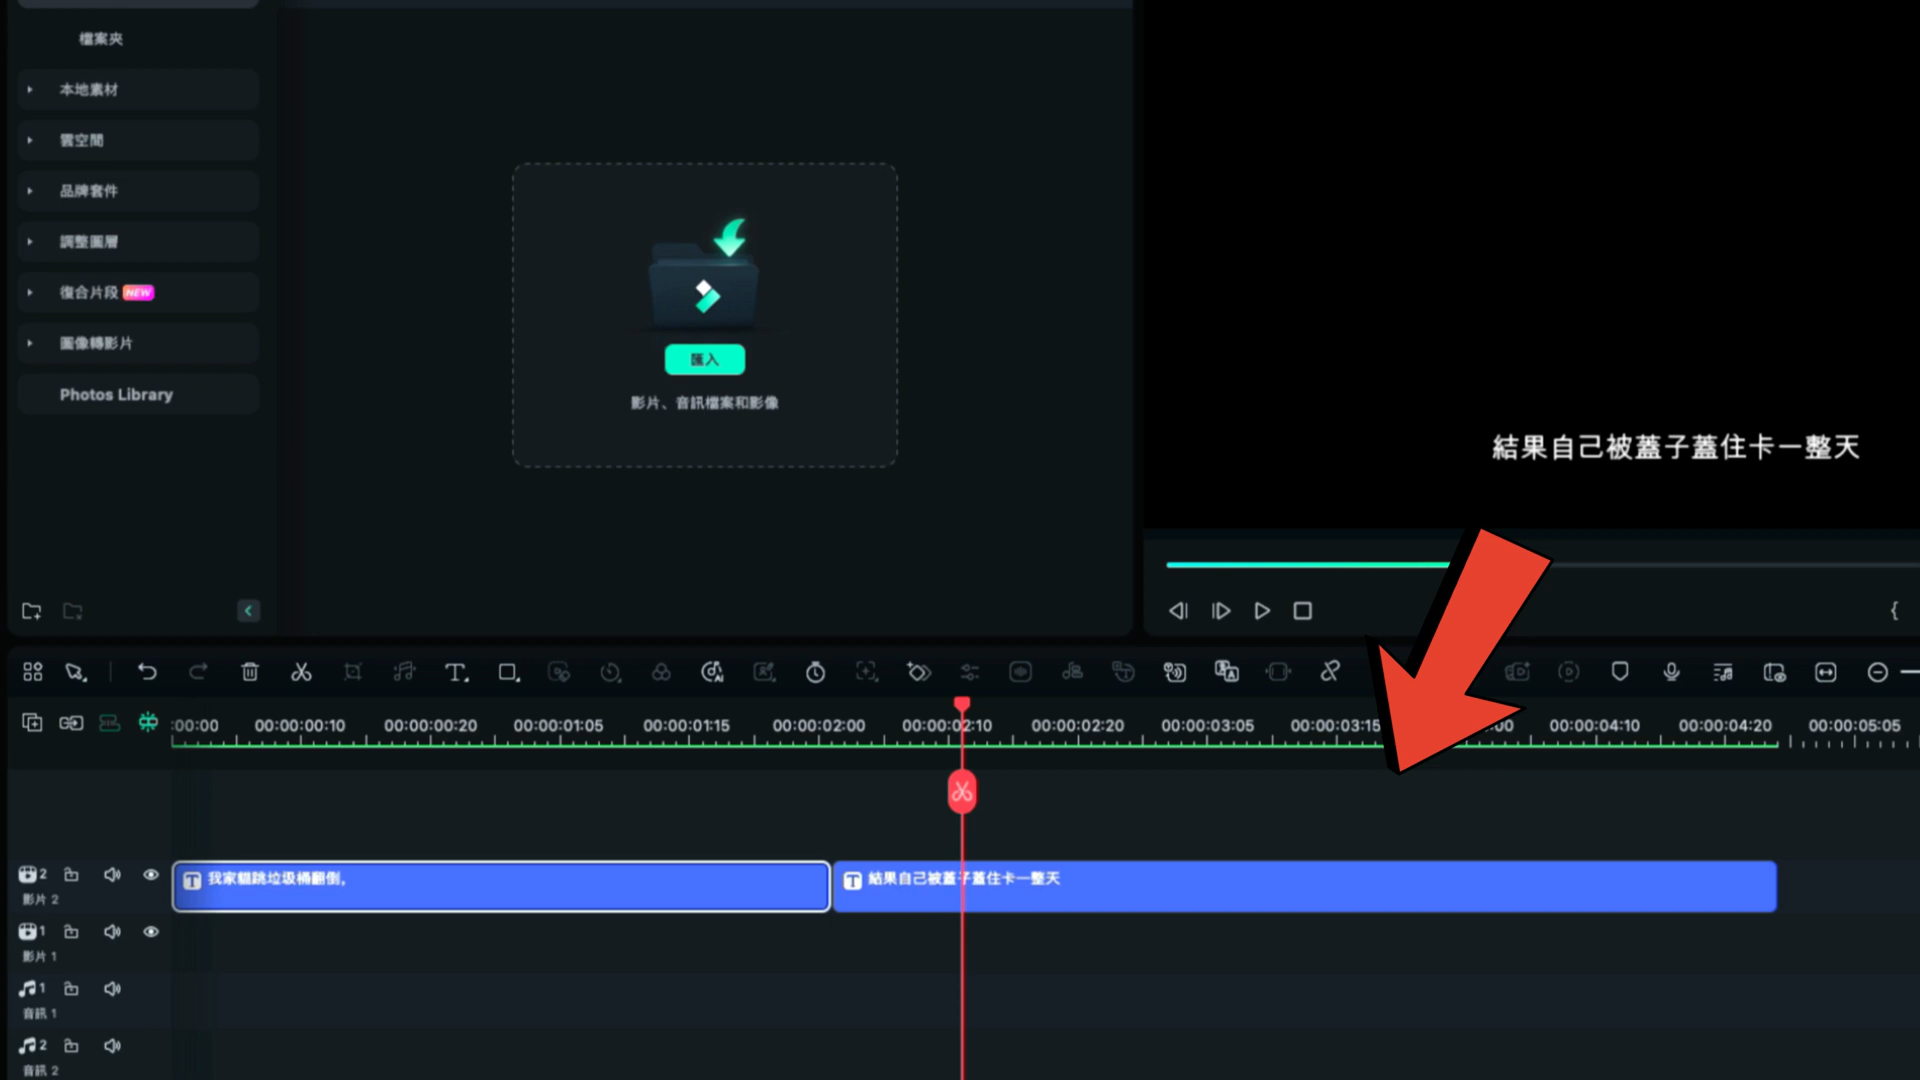 檔案夾
本地素材
雲空間
品牌套件
調整圖層
復合片段 NEW
圖像轉影片
Photos Library
匯入
影片、音訊檔案和影像
結果自己被蓋子蓋住卡一整天
:00:00 00:00:00:10 00:00:00:20 00:00:01:05 00:00:01:15 00:00:02:00 00:00:02:10 00:00:02:20 00:00:03:05 00:00:03:15 :00 00:00:04:10 00:00:04:20 00:00:05:05
2
影片 2
T 我家貓跳垃圾桶翻倒,
T 結果自己被蓋子蓋住卡一整天
1
影片 1
1
音訊 1
2
音訊 2